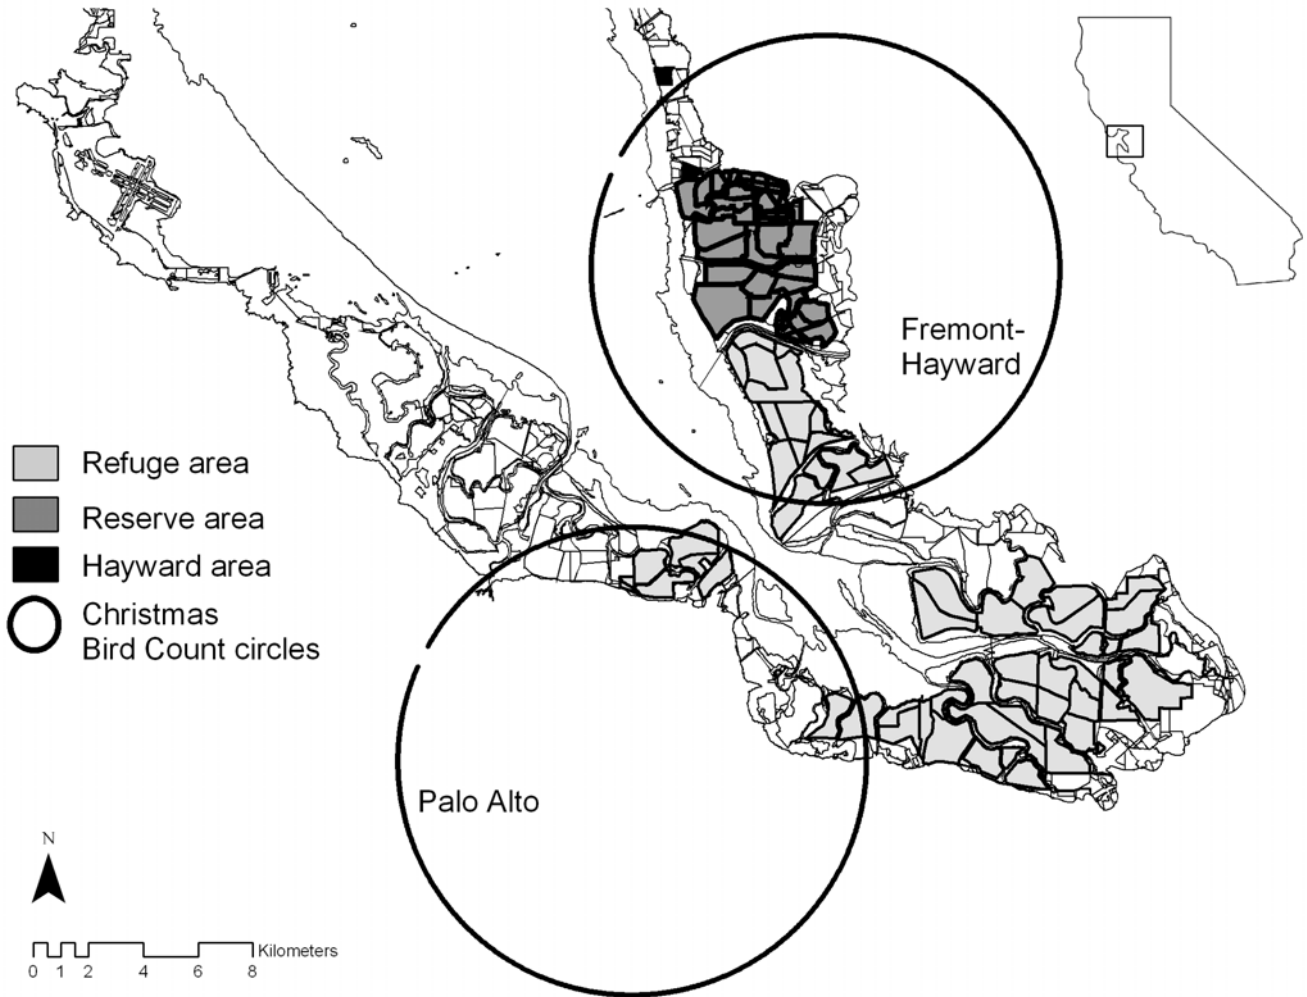 Fremont-
Hayward
Refuge area
Reserve area
Hayward area
Christmas
Bird Count circles
Palo Alto
N
Kilometers
0 1 2 4 6 8